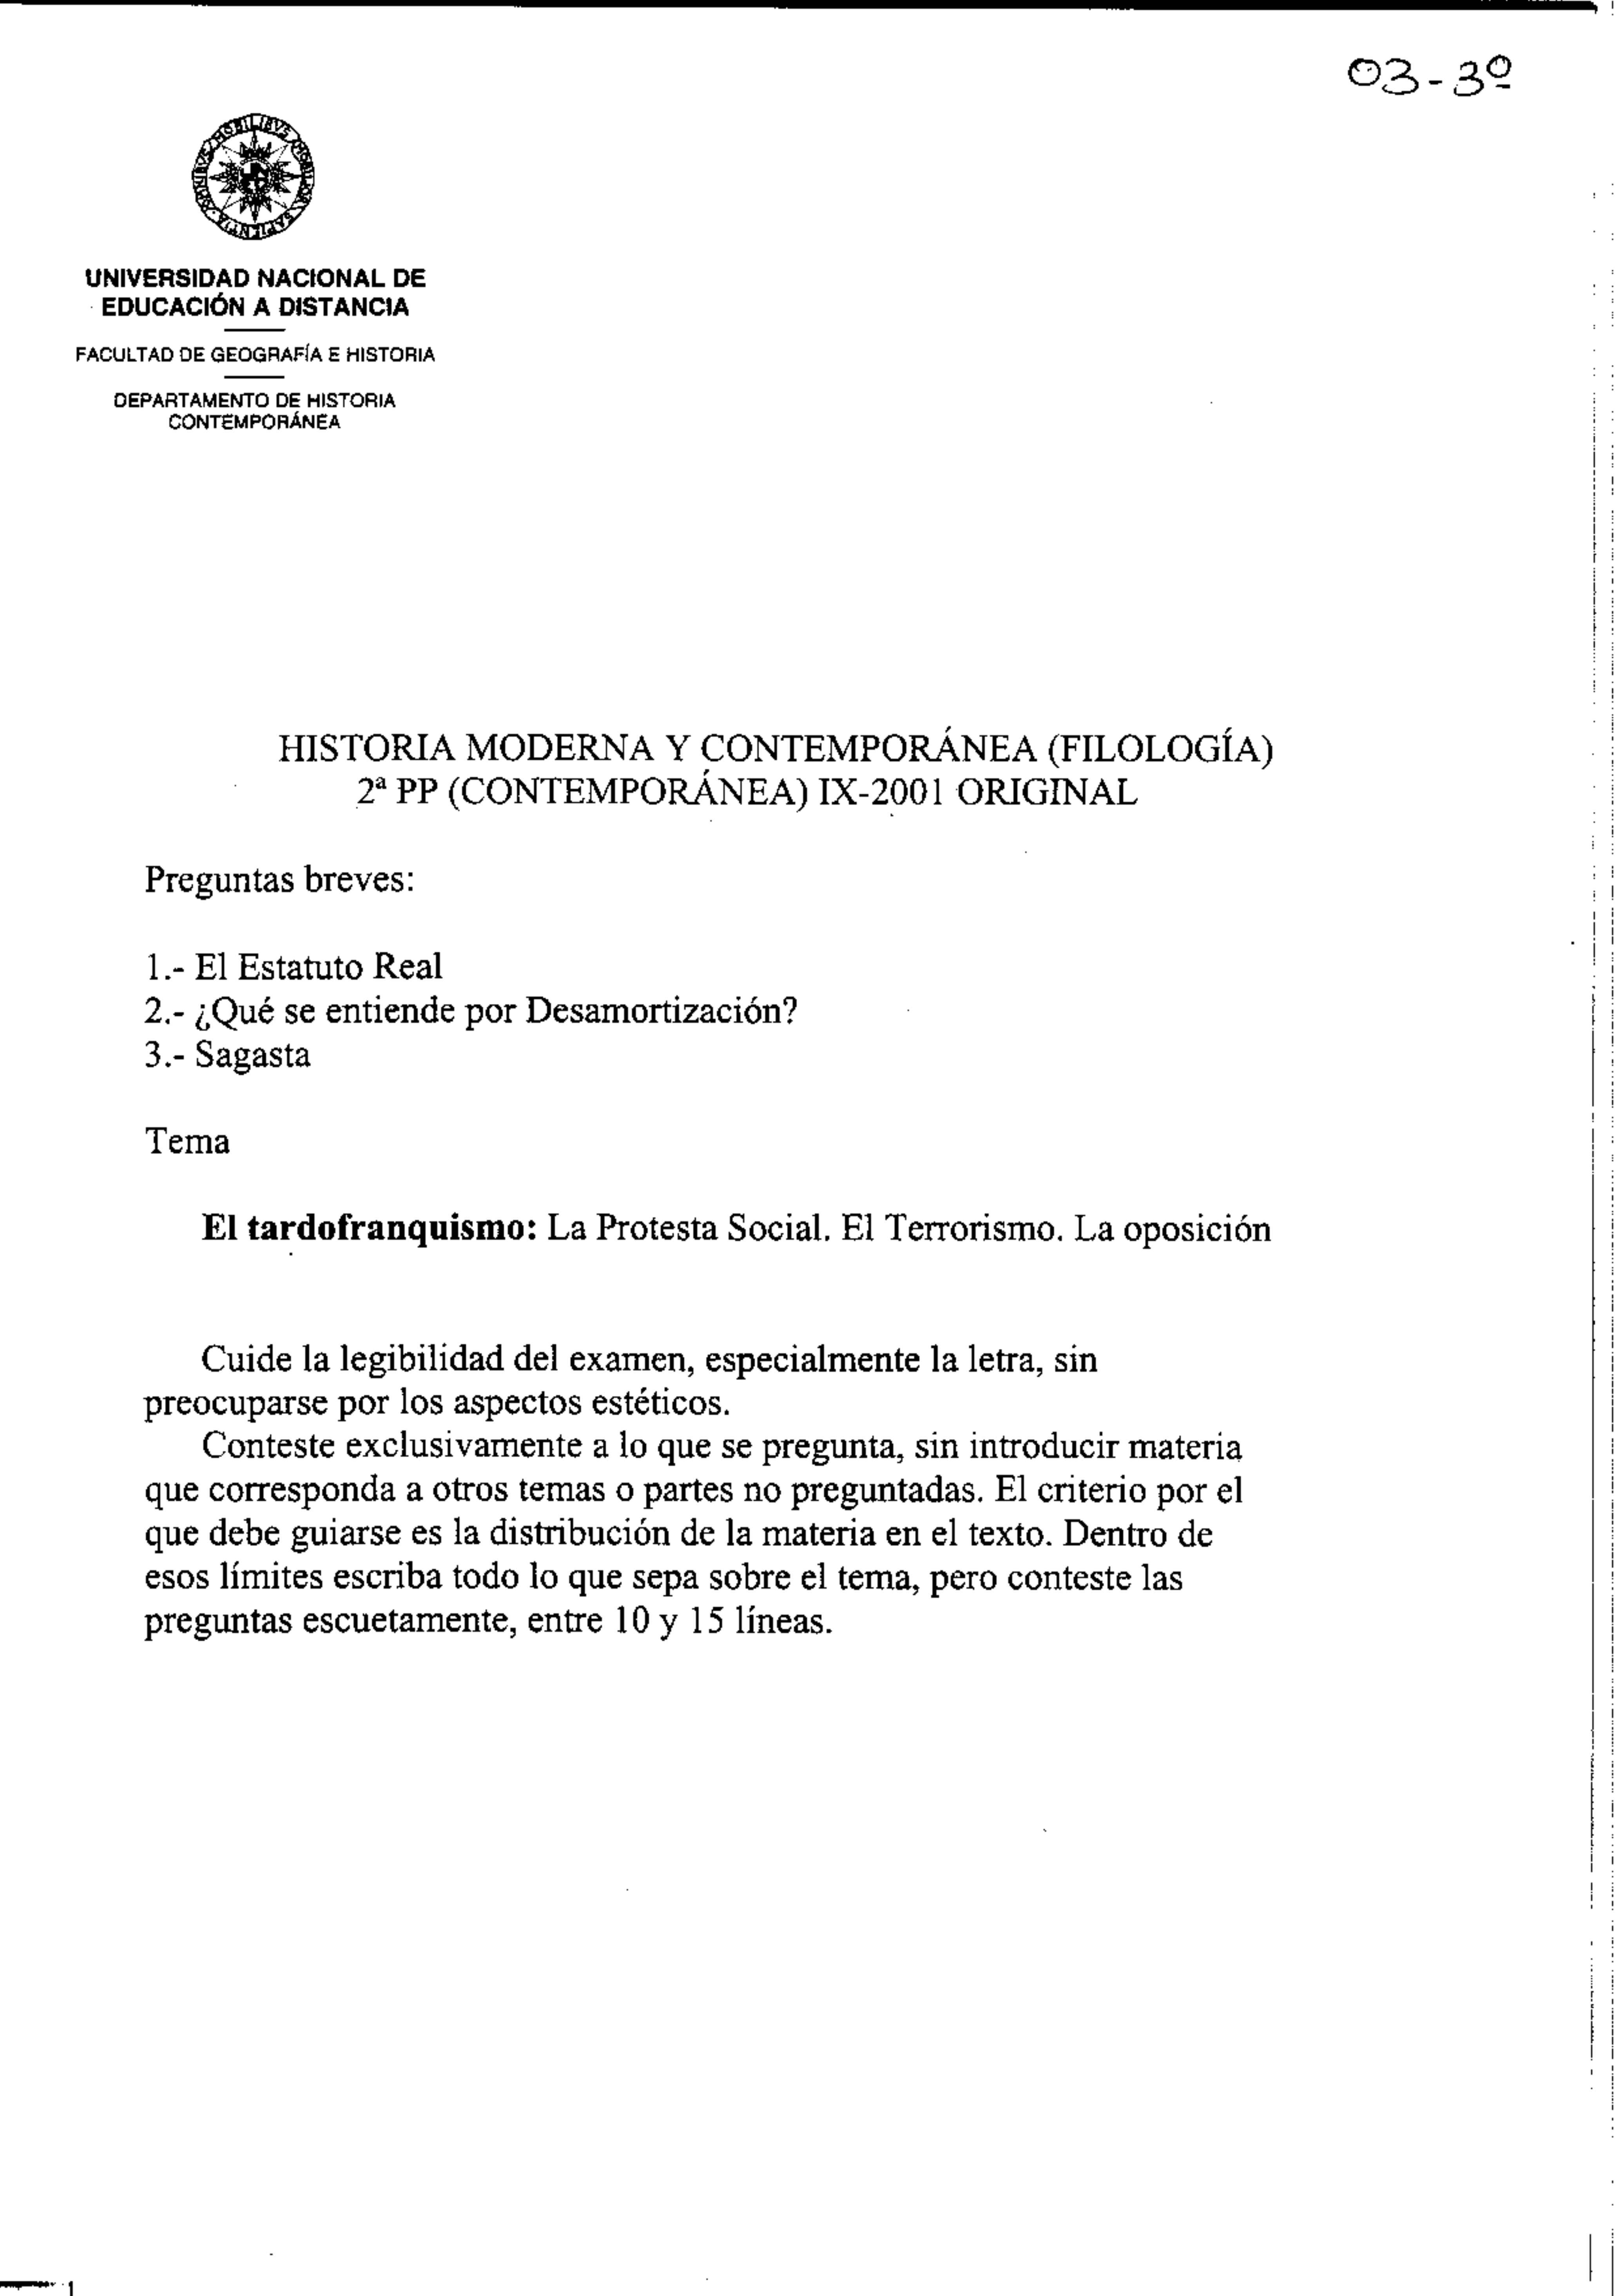 03-3º
UNIVERSIDAD NACIONAL DE
EDUCACIÓN A DISTANCIA
FACULTAD DE GEOGRAFÍA E HISTORIA
DEPARTAMENTO DE HISTORIA
CONTEMPORÁNEA
HISTORIA MODERNA Y CONTEMPORÁNEA (FILOLOGÍA)
2ª PP (CONTEMPORÁNEA) IX-2001 ORIGINAL
Preguntas breves:
1.- El Estatuto Real
2.- ¿Qué se entiende por Desamortización?
3.- Sagasta
Tema
El tardofranquismo: La Protesta Social. El Terrorismo. La oposición
Cuide la legibilidad del examen, especialmente la letra, sin
preocuparse por los aspectos estéticos.
Conteste exclusivamente a lo que se pregunta, sin introducir materia
que corresponda a otros temas o partes no preguntadas. El criterio por el
que debe guiarse es la distribución de la materia en el texto. Dentro de
esos límites escriba todo lo que sepa sobre el tema, pero conteste las
preguntas escuetamente, entre 10 y 15 líneas.